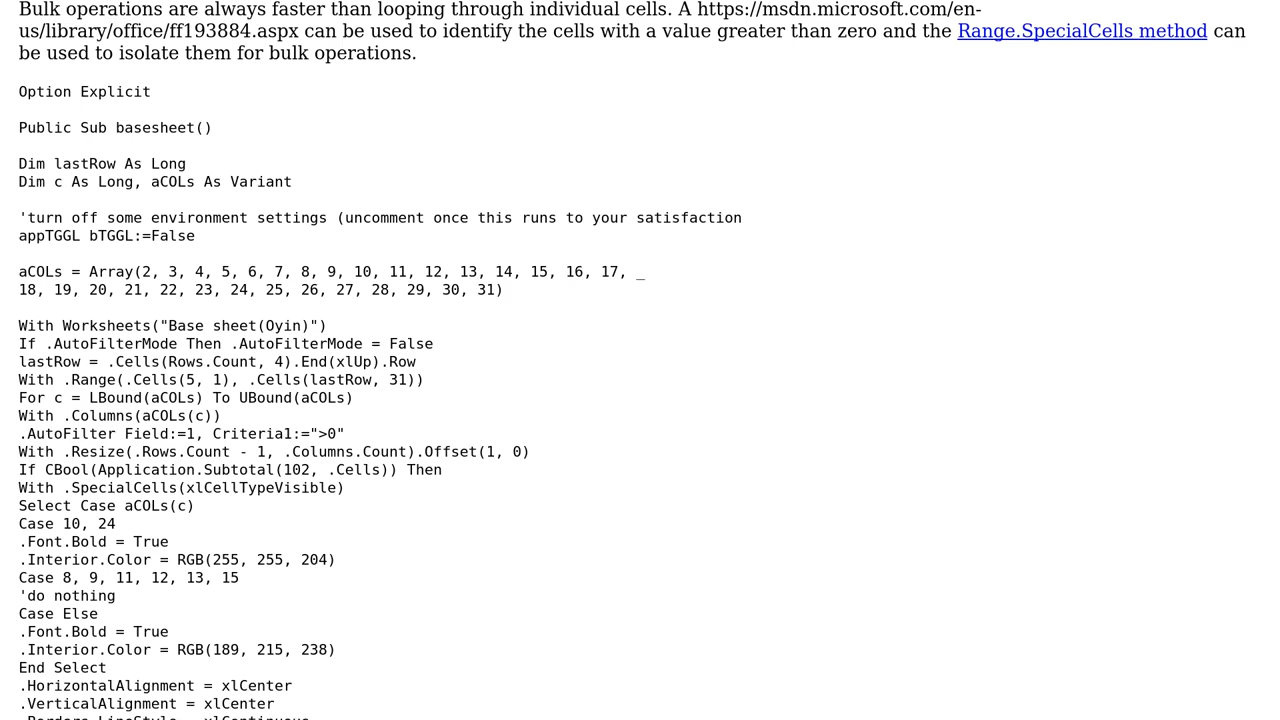 Bulk operations are always faster than looping through individual cells. A https://msdn.microsoft.com/en-
us/library/office/ff193884.aspx can be used to identify the cells with a value greater than zero and the Range.SpecialCells method can
be used to isolate them for bulk operations.
Option Explicit
Public Sub basesheet()
Dim lastRow As Long
Dim c As Long, aCOLs As Variant
'turn off some environment settings (uncomment once this runs to your satisfaction
appTGGL bTGGL:=False
aCOLs = Array(2, 3, 4, 5, 6, 7, 8, 9, 10, 11, 12, 13, 14, 15, 16, 17, _
18, 19, 20, 21, 22, 23, 24, 25, 26, 27, 28, 29, 30, 31)
With Worksheets("Base sheet(Oyin)")
If .AutoFilterMode Then .AutoFilterMode = False
lastRow = .Cells(Rows.Count, 4).End(xlUp).Row
With .Range(.Cells(5, 1), .Cells(lastRow, 31))
For c = LBound(aCOLs) To UBound(aCOLs)
With .Columns(aCOLs(c))
.AutoFilter Field:=1, Criteria1:=">0"
With .Resize(.Rows.Count - 1, .Columns.Count).Offset(1, 0)
If CBool(Application.Subtotal(102, .Cells)) Then
With .SpecialCells(xlCellTypeVisible)
Select Case aCOLs(c)
Case 10, 24
.Font.Bold = True
.Interior.Color = RGB(255, 255, 204)
Case 8, 9, 11, 12, 13, 15
'do nothing
Case Else
.Font.Bold = True
.Interior.Color = RGB(189, 215, 238)
End Select
.HorizontalAlignment = xlCenter
.VerticalAlignment = xlCenter
.Borders.LineStyle = xlContinuous